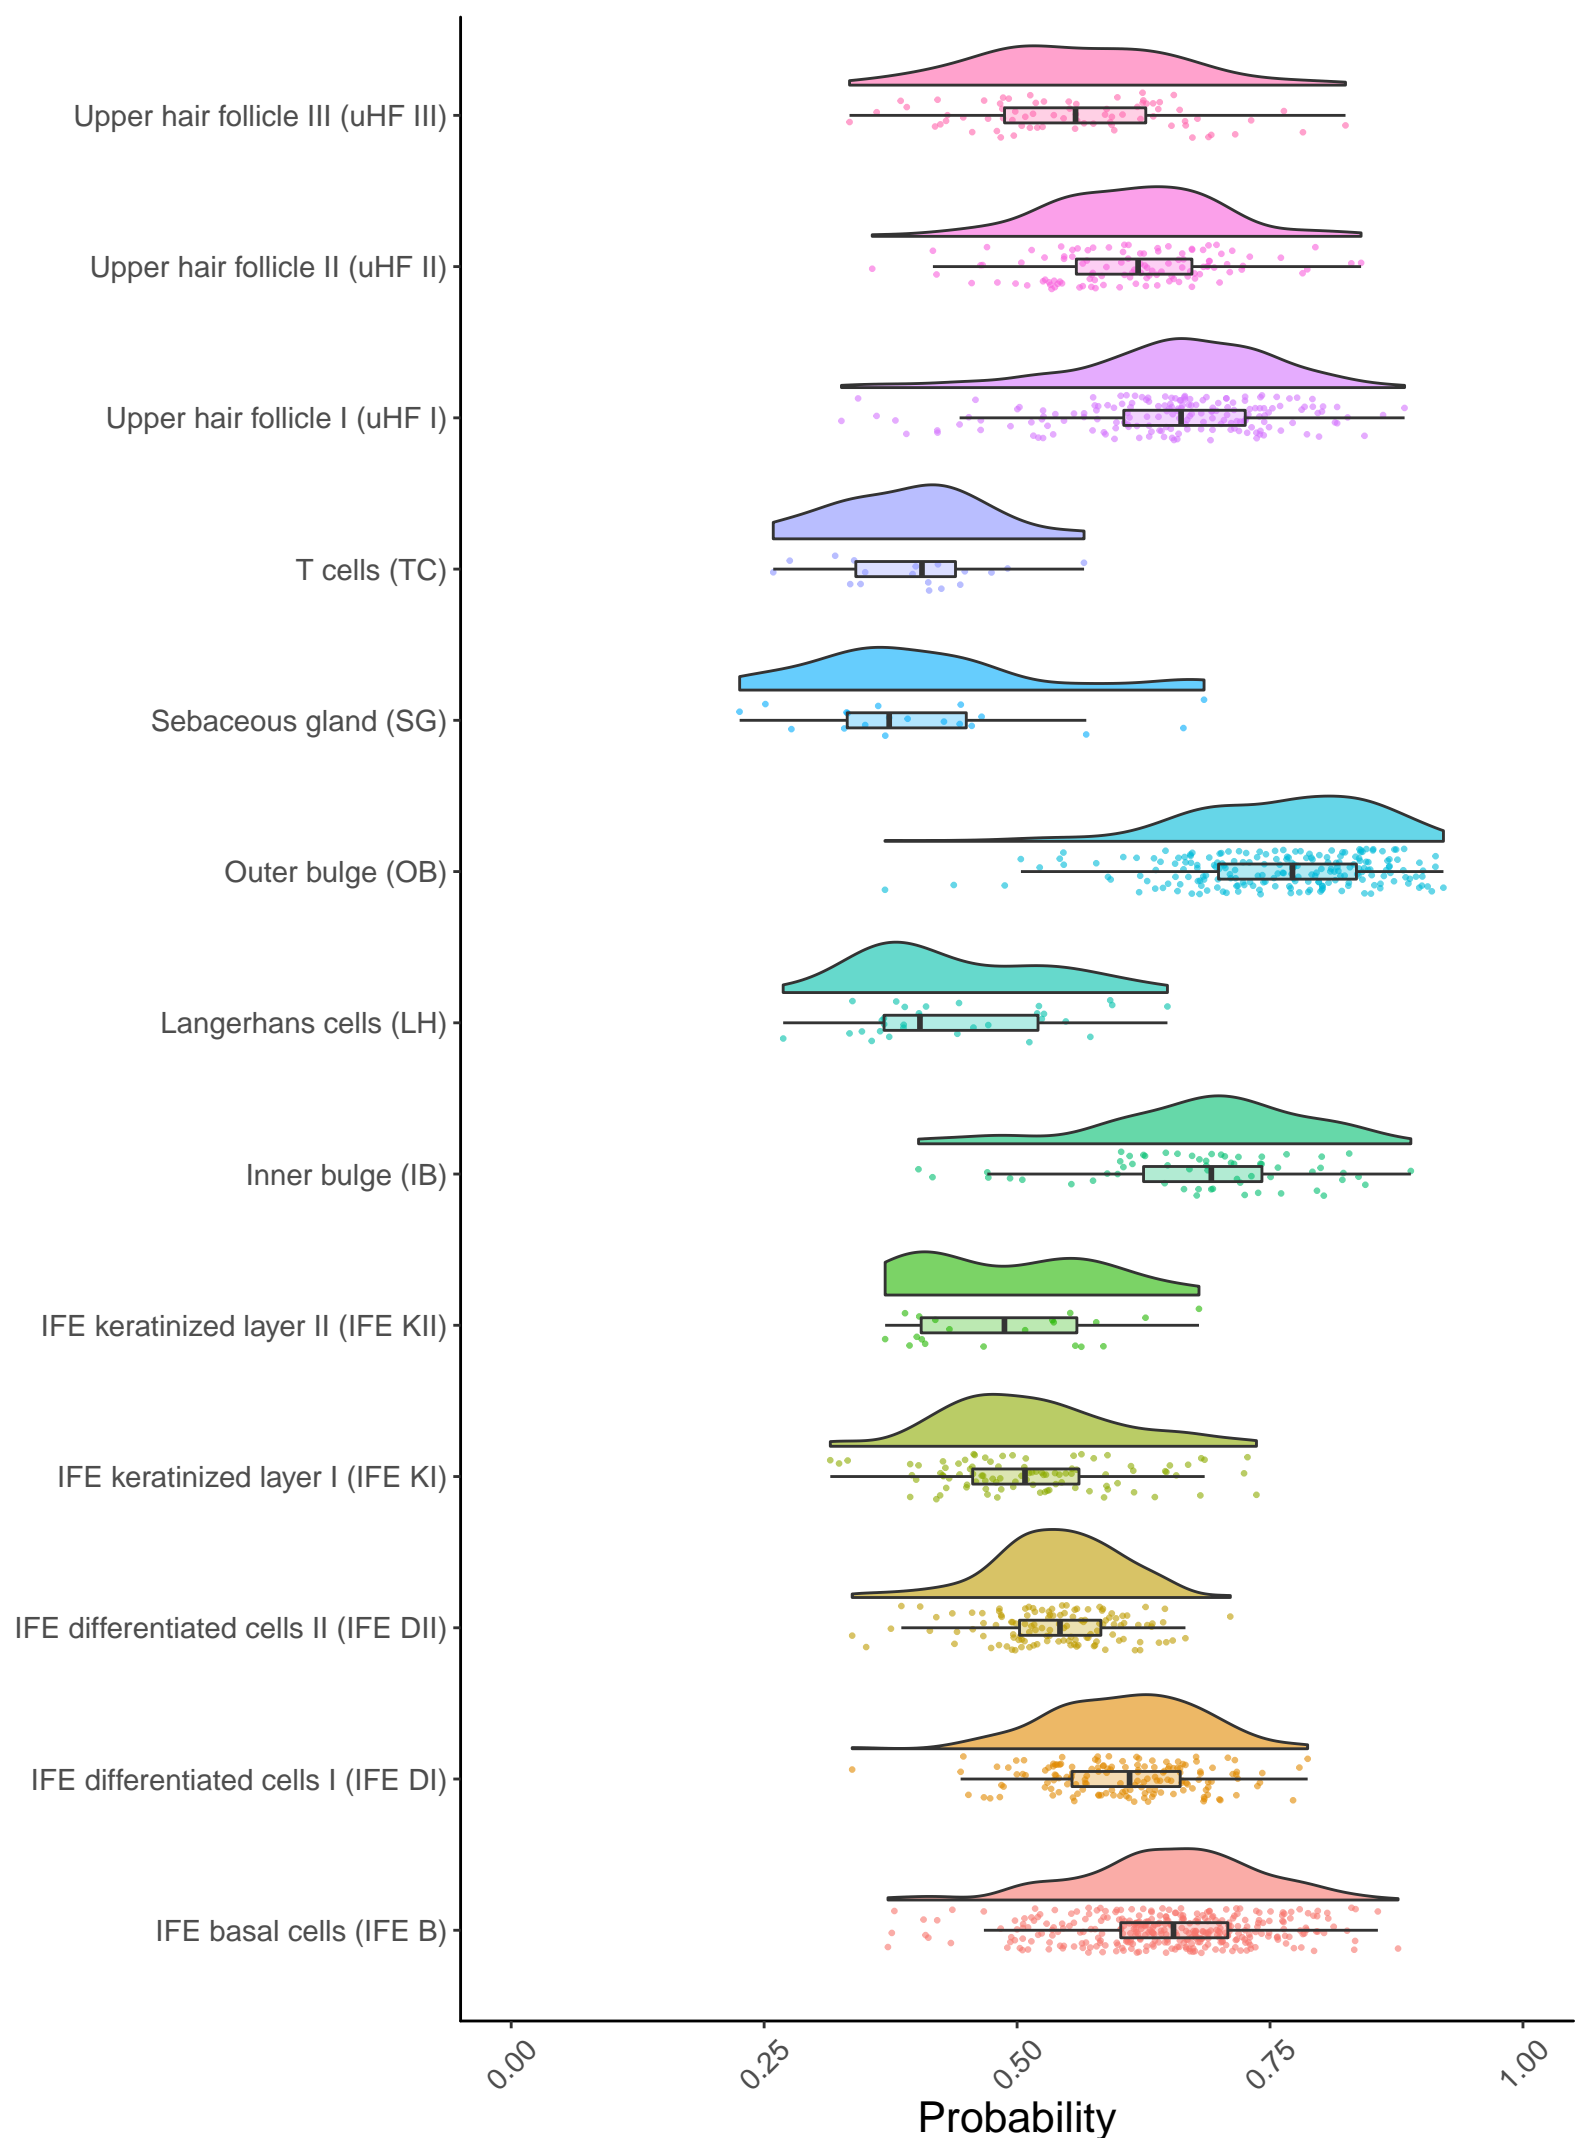 Upper hair follicle III (uHF III)
Upper hair follicle II (uHF II)
Upper hair follicle I (uHF I)
T cells (TC)
Sebaceous gland (SG)
Outer bulge (OB)
Langerhans cells (LH)
Inner bulge (IB)
IFE keratinized layer II (IFE KII)
IFE keratinized layer I (IFE KI)
IFE differentiated cells II (IFE DII)
IFE differentiated cells I (IFE DI)
IFE basal cells (IFE B)
0.00 0.25 0.50 0.75 1.00
Probability